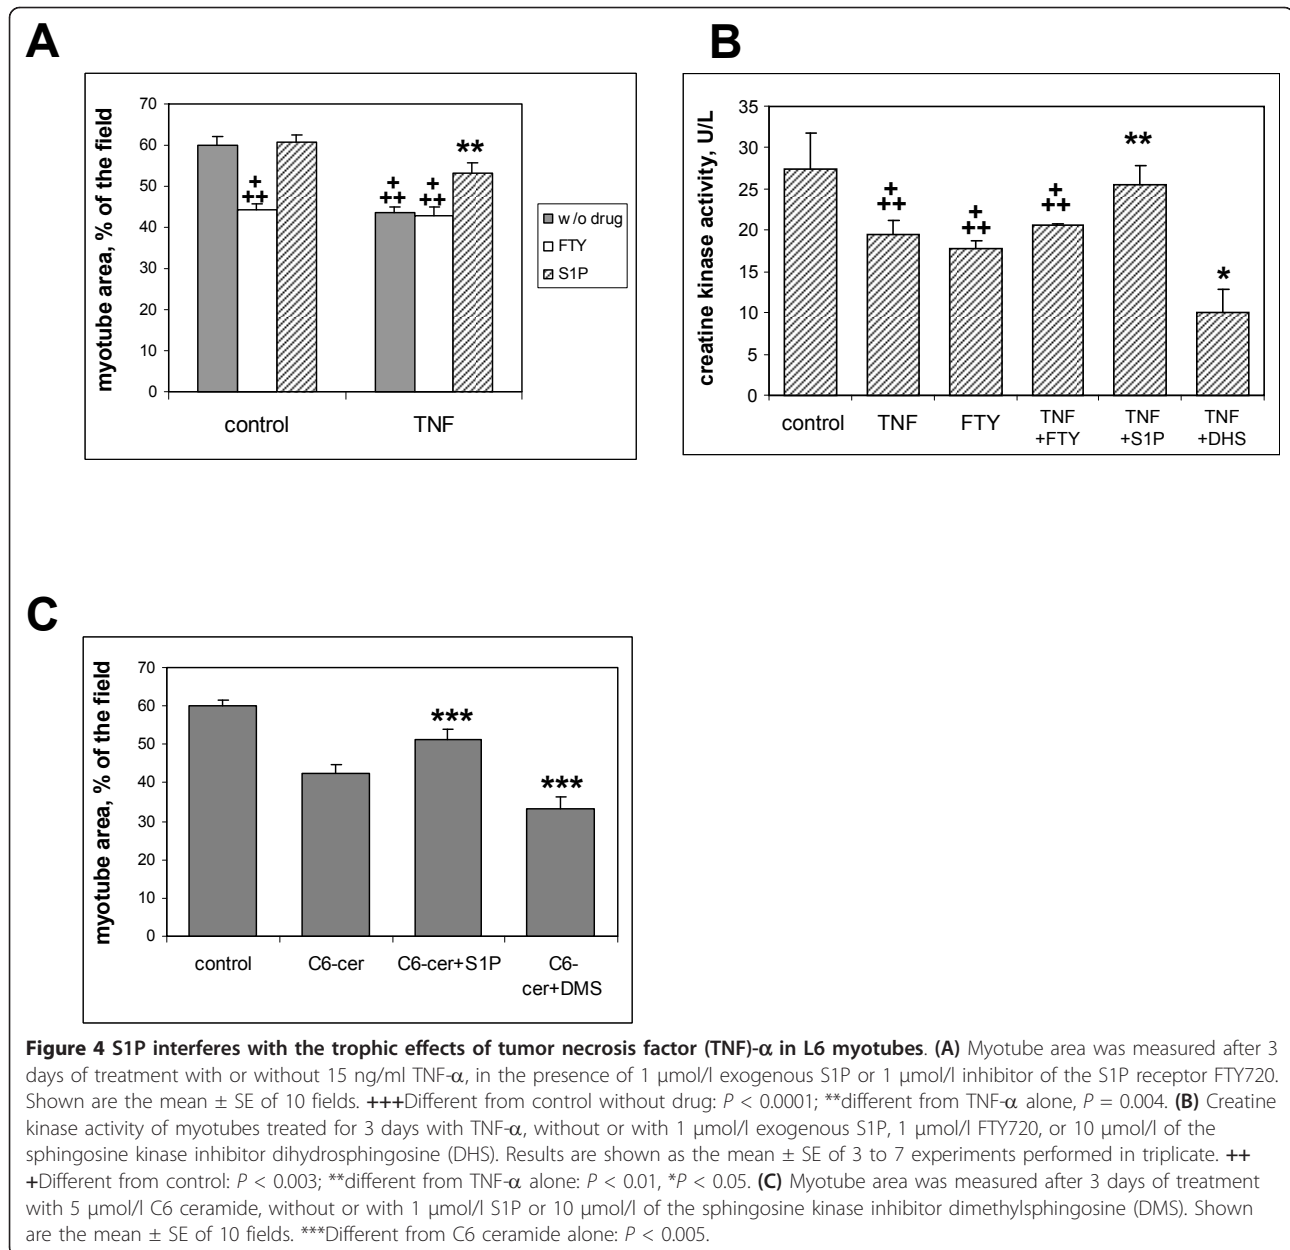 A
myotube area, % of the field
70
60
50
40
30
20
10
0
+
++
+
++
+
++
**
control
TNF
w/o drug
FTY
S1P
B
creatine kinase activity, U/L
35
30
25
20
15
10
5
0
+
++
+
++
+
++
**
*
control
TNF
FTY
TNF
+FTY
TNF
+S1P
TNF
+DHS
C
myotube area, % of the field
70
60
50
40
30
20
10
0
***
***
control
C6-cer
C6-cer+S1P
C6-
cer+DMS
Figure 4 S1P interferes with the trophic effects of tumor necrosis factor (TNF)-α in L6 myotubes. (A) Myotube area was measured after 3
days of treatment with or without 15 ng/ml TNF-α, in the presence of 1 μmol/l exogenous S1P or 1 μmol/l inhibitor of the S1P receptor FTY720.
Shown are the mean ± SE of 10 fields. +++Different from control without drug: P < 0.0001; **different from TNF-α alone, P = 0.004. (B) Creatine
kinase activity of myotubes treated for 3 days with TNF-α, without or with 1 μmol/l exogenous S1P, 1 μmol/l FTY720, or 10 μmol/l of the
sphingosine kinase inhibitor dihydrosphingosine (DHS). Results are shown as the mean ± SE of 3 to 7 experiments performed in triplicate. ++
+Different from control: P < 0.003; **different from TNF-α alone: P < 0.01, *P < 0.05. (C) Myotube area was measured after 3 days of treatment
with 5 μmol/l C6 ceramide, without or with 1 μmol/l S1P or 10 μmol/l of the sphingosine kinase inhibitor dimethylsphingosine (DMS). Shown
are the mean ± SE of 10 fields. ***Different from C6 ceramide alone: P < 0.005.